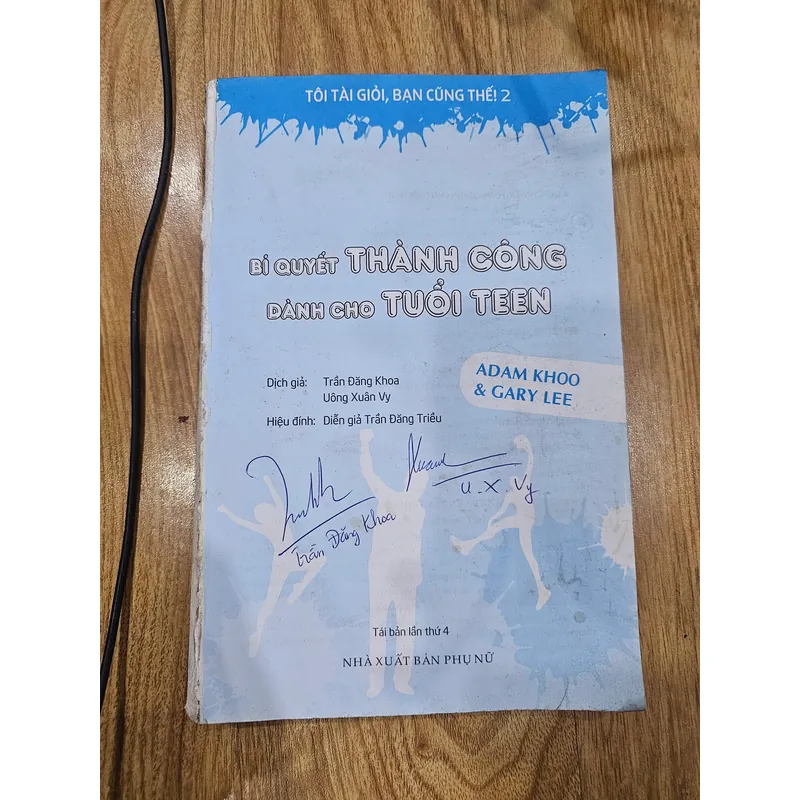 TÔI TÀI GIỎI, BẠN CŨNG THẾ! 2
BÍ QUYẾT THÀNH CÔNG
DÀNH CHO TUỔI TEEN
ADAM KHOO
& GARY LEE
Dịch giả: Trần Đăng Khoa
Uông Xuân Vy
Hiệu đính: Diễn giả Trần Đăng Triều
U.X.Vy
Trần Đăng Khoa
Tái bản lần thứ 4
NHÀ XUẤT BẢN PHỤ NỮ